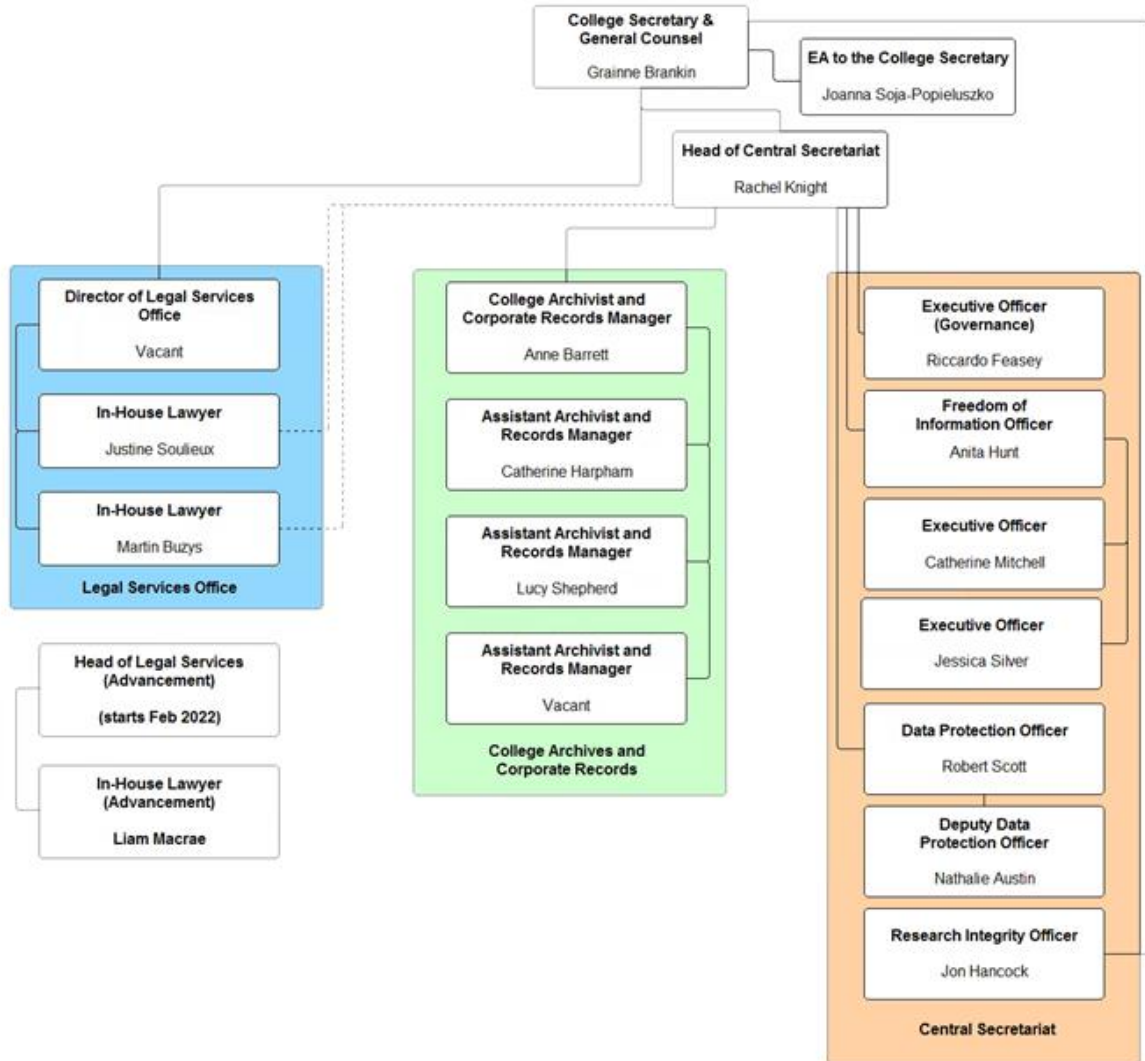 College Secretary &
General Counsel
Grainne Brankin
EA to the College Secretary
Joanna Soja-Popieluszko
Head of Central Secretariat
Rachel Knight
Director of Legal Services
Office
Vacant
In-House Lawyer
Justine Soulieux
In-House Lawyer
Martin Buzys
Legal Services Office
Head of Legal Services
(Advancement)
(starts Feb 2022)
In-House Lawyer
(Advancement)
Liam Macrae
College Archivist and
Corporate Records Manager
Anne Barrett
Assistant Archivist and
Records Manager
Catherine Harpham
Assistant Archivist and
Records Manager
Lucy Shepherd
Assistant Archivist and
Records Manager
Vacant
College Archives and
Corporate Records
Executive Officer
(Governance)
Riccardo Feasey
Freedom of
Information Officer
Anita Hunt
Executive Officer
Catherine Mitchell
Executive Officer
Jessica Silver
Data Protection Officer
Robert Scott
Deputy Data
Protection Officer
Nathalie Austin
Research Integrity Officer
Jon Hancock
Central Secretariat